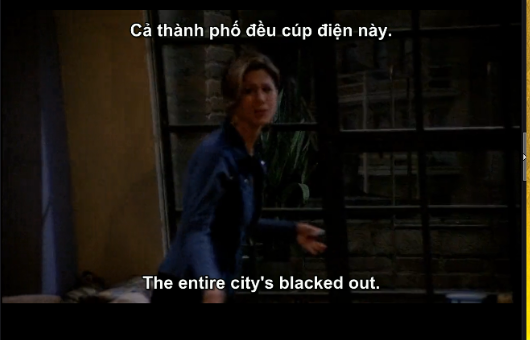 Cả thành phố đều cúp điện này.
The entire city's blacked out.